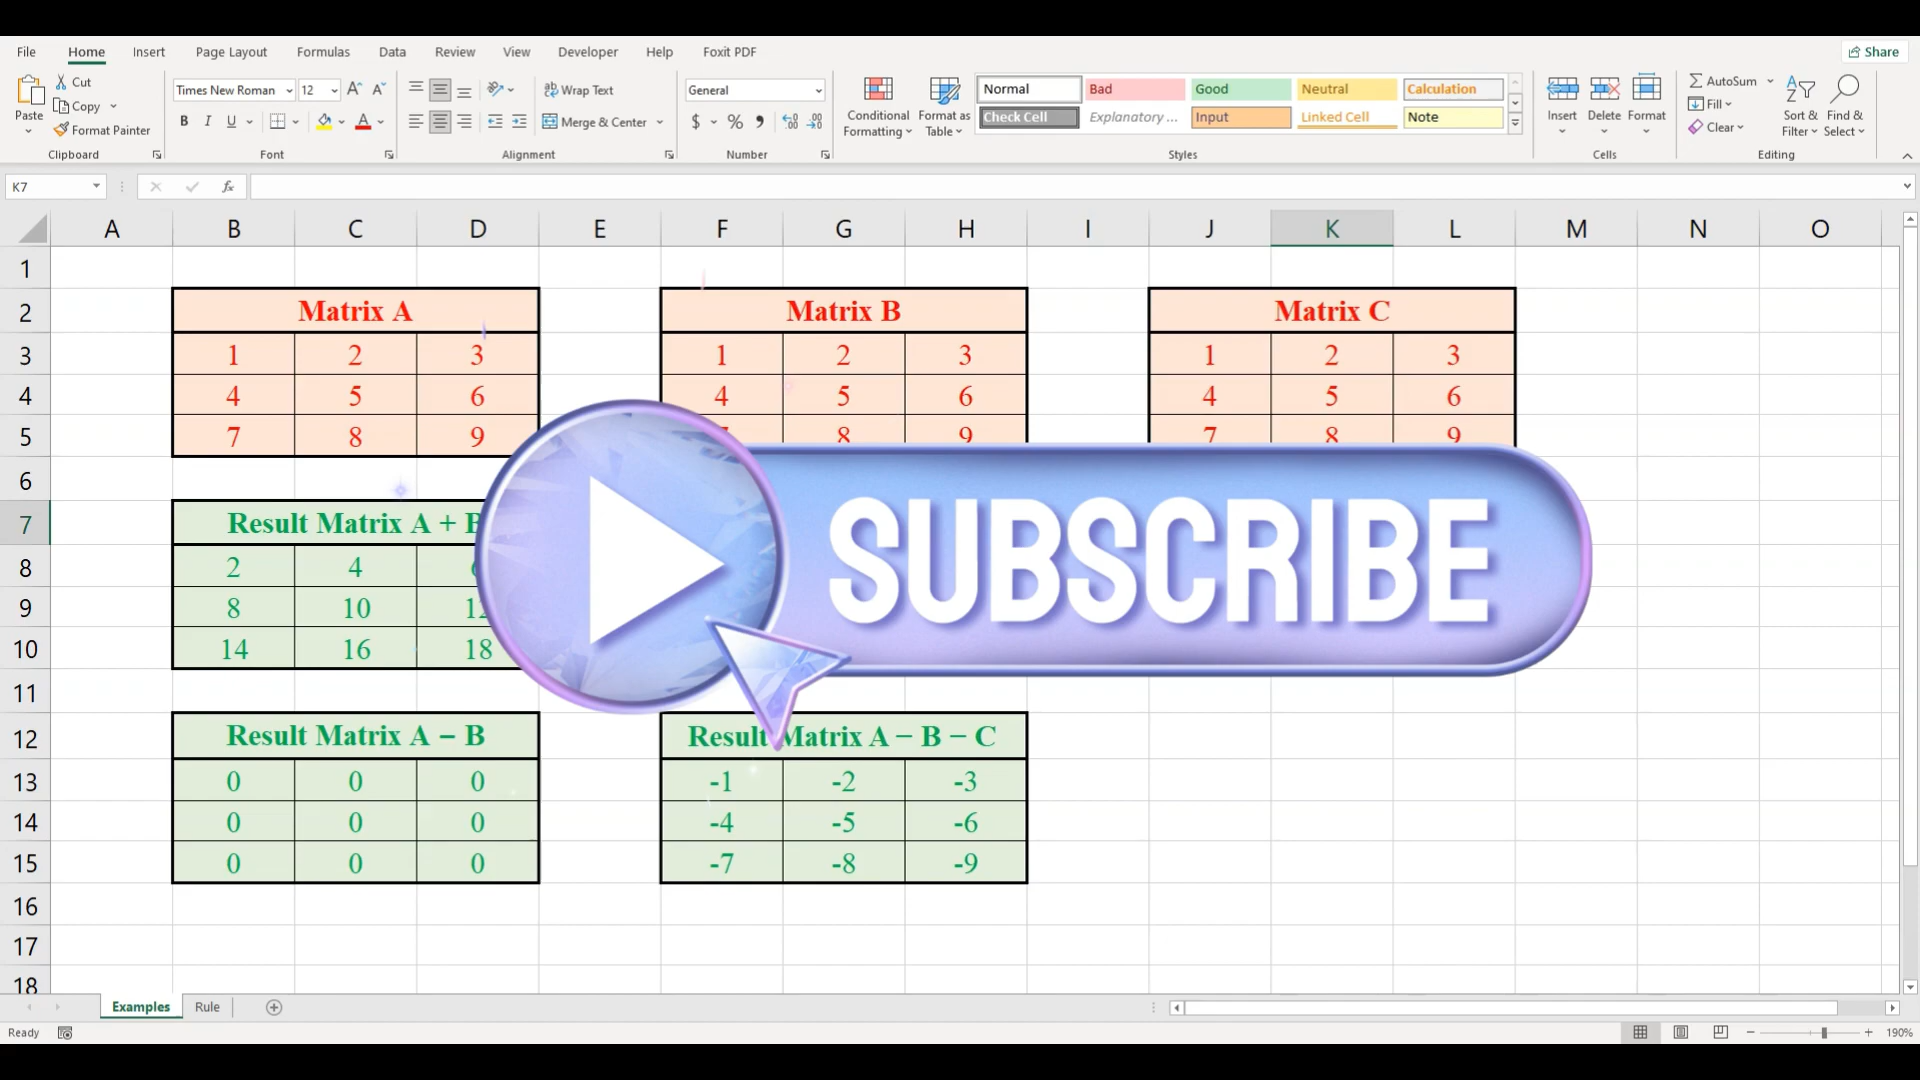 File Home Insert Page Layout Formulas Data Review View Developer Help Foxit PDF Share
Paste Cut Copy Format Painter Clipboard
Times New Roman 12 B I U A Font
Wrap Text Merge & Center Alignment
General $ % Number
Conditional Formatting Format as Table
Normal Bad Good Neutral Calculation
Check Cell Explanatory ... Input Linked Cell Note
Styles
Insert Delete Format Cells
AutoSum Fill Clear Sort & Filter Find & Select Editing
K7 fx
A B C D E F G H I J K L M N O
1
2 Matrix A Matrix B Matrix C
3 1 2 3 1 2 3 1 2 3
4 4 5 6 4 5 6 4 5 6
5 7 8 9 8 9 7 8 9
6
7 Result Matrix A + B
8 2 4
9 8 10 12
10 14 16 18
SUBSCRIBE
11
12 Result Matrix A − B Result Matrix A − B − C
13 0 0 0 -1 -2 -3
14 0 0 0 -4 -5 -6
15 0 0 0 -7 -8 -9
16
17
18
Examples Rule
Ready 190%